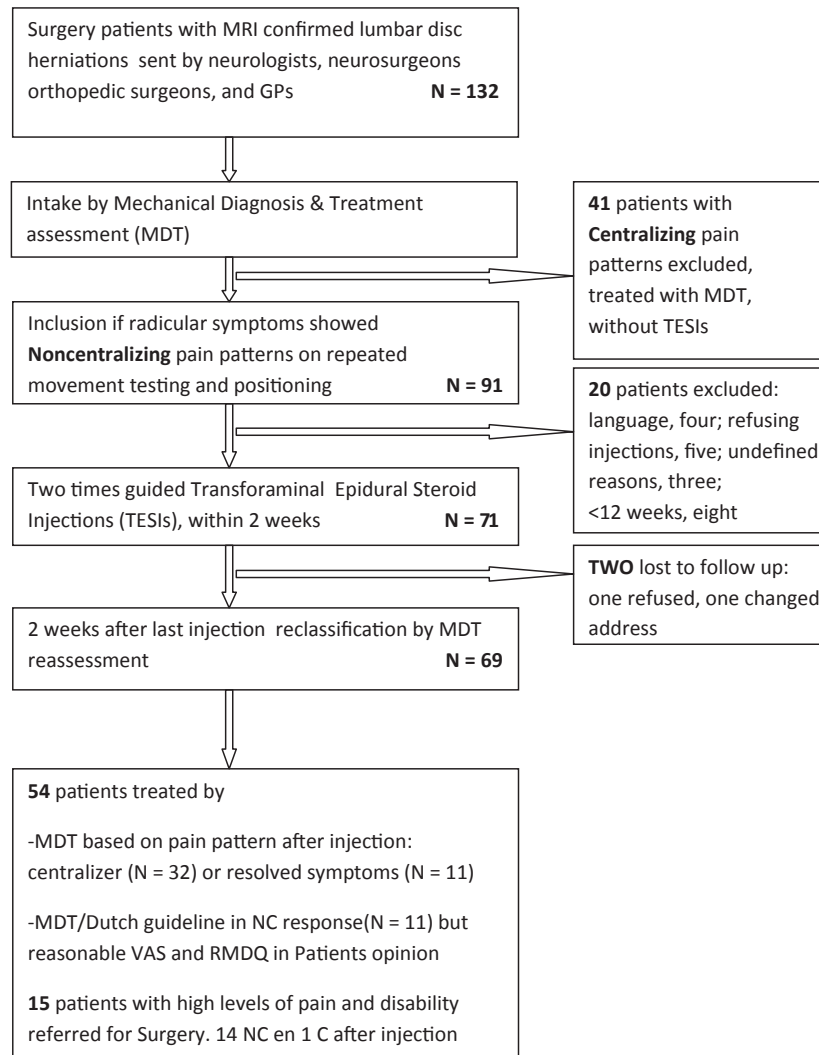 Surgery patients with MRI confirmed lumbar disc
herniations sent by neurologists, neurosurgeons
orthopedic surgeons, and GPs N = 132
Intake by Mechanical Diagnosis & Treatment
assessment (MDT)
41 patients with
Centralizing pain
patterns excluded,
treated with MDT,
without TESIs
Inclusion if radicular symptoms showed
Noncentralizing pain patterns on repeated
movement testing and positioning N = 91
20 patients excluded:
language, four; refusing
injections, five; undefined
reasons, three;
<12 weeks, eight
Two times guided Transforaminal Epidural Steroid
Injections (TESIs), within 2 weeks N = 71
TWO lost to follow up:
one refused, one changed
address
2 weeks after last injection reclassification by MDT
reassessment N = 69
54 patients treated by
-MDT based on pain pattern after injection:
centralizer (N = 32) or resolved symptoms (N = 11)
-MDT/Dutch guideline in NC response(N = 11) but
reasonable VAS and RMDQ in Patients opinion
15 patients with high levels of pain and disability
referred for Surgery. 14 NC en 1 C after injection